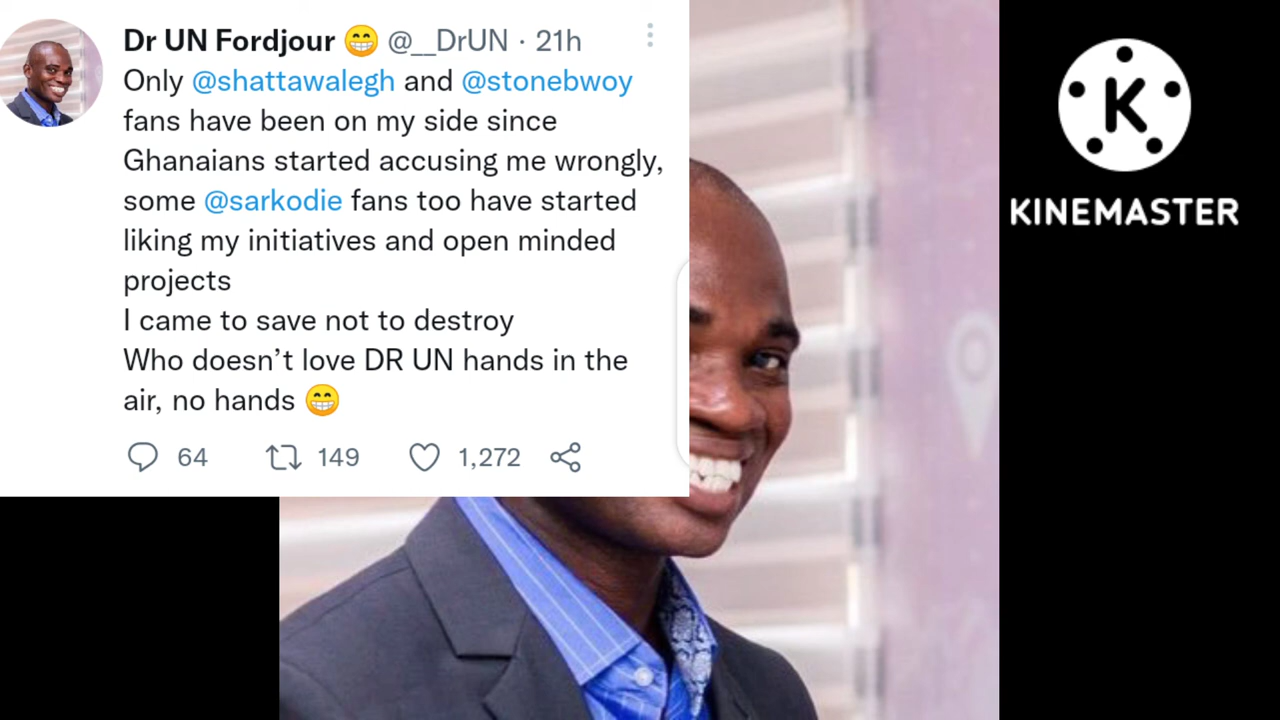 Dr UN Fordjour 😁 @__DrUN · 21h
Only @shattawalegh and @stonebwoy
fans have been on my side since
Ghanaians started accusing me wrongly,
some @sarkodie fans too have started
liking my initiatives and open minded
projects
I came to save not to destroy
Who doesn’t love DR UN hands in the
air, no hands 😁
64 149 1,272
K
KINEMASTER